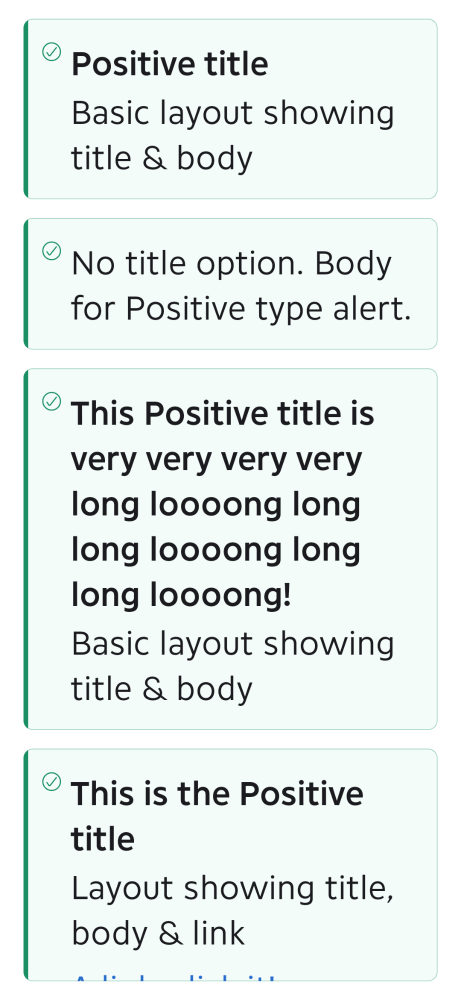 Positive title
Basic layout showing
title & body
No title option. Body
for Positive type alert.
This Positive title is
very very very very
long loooong long
long loooong long
long loooong!
Basic layout showing
title & body
This is the Positive
title
Layout showing title,
body & link